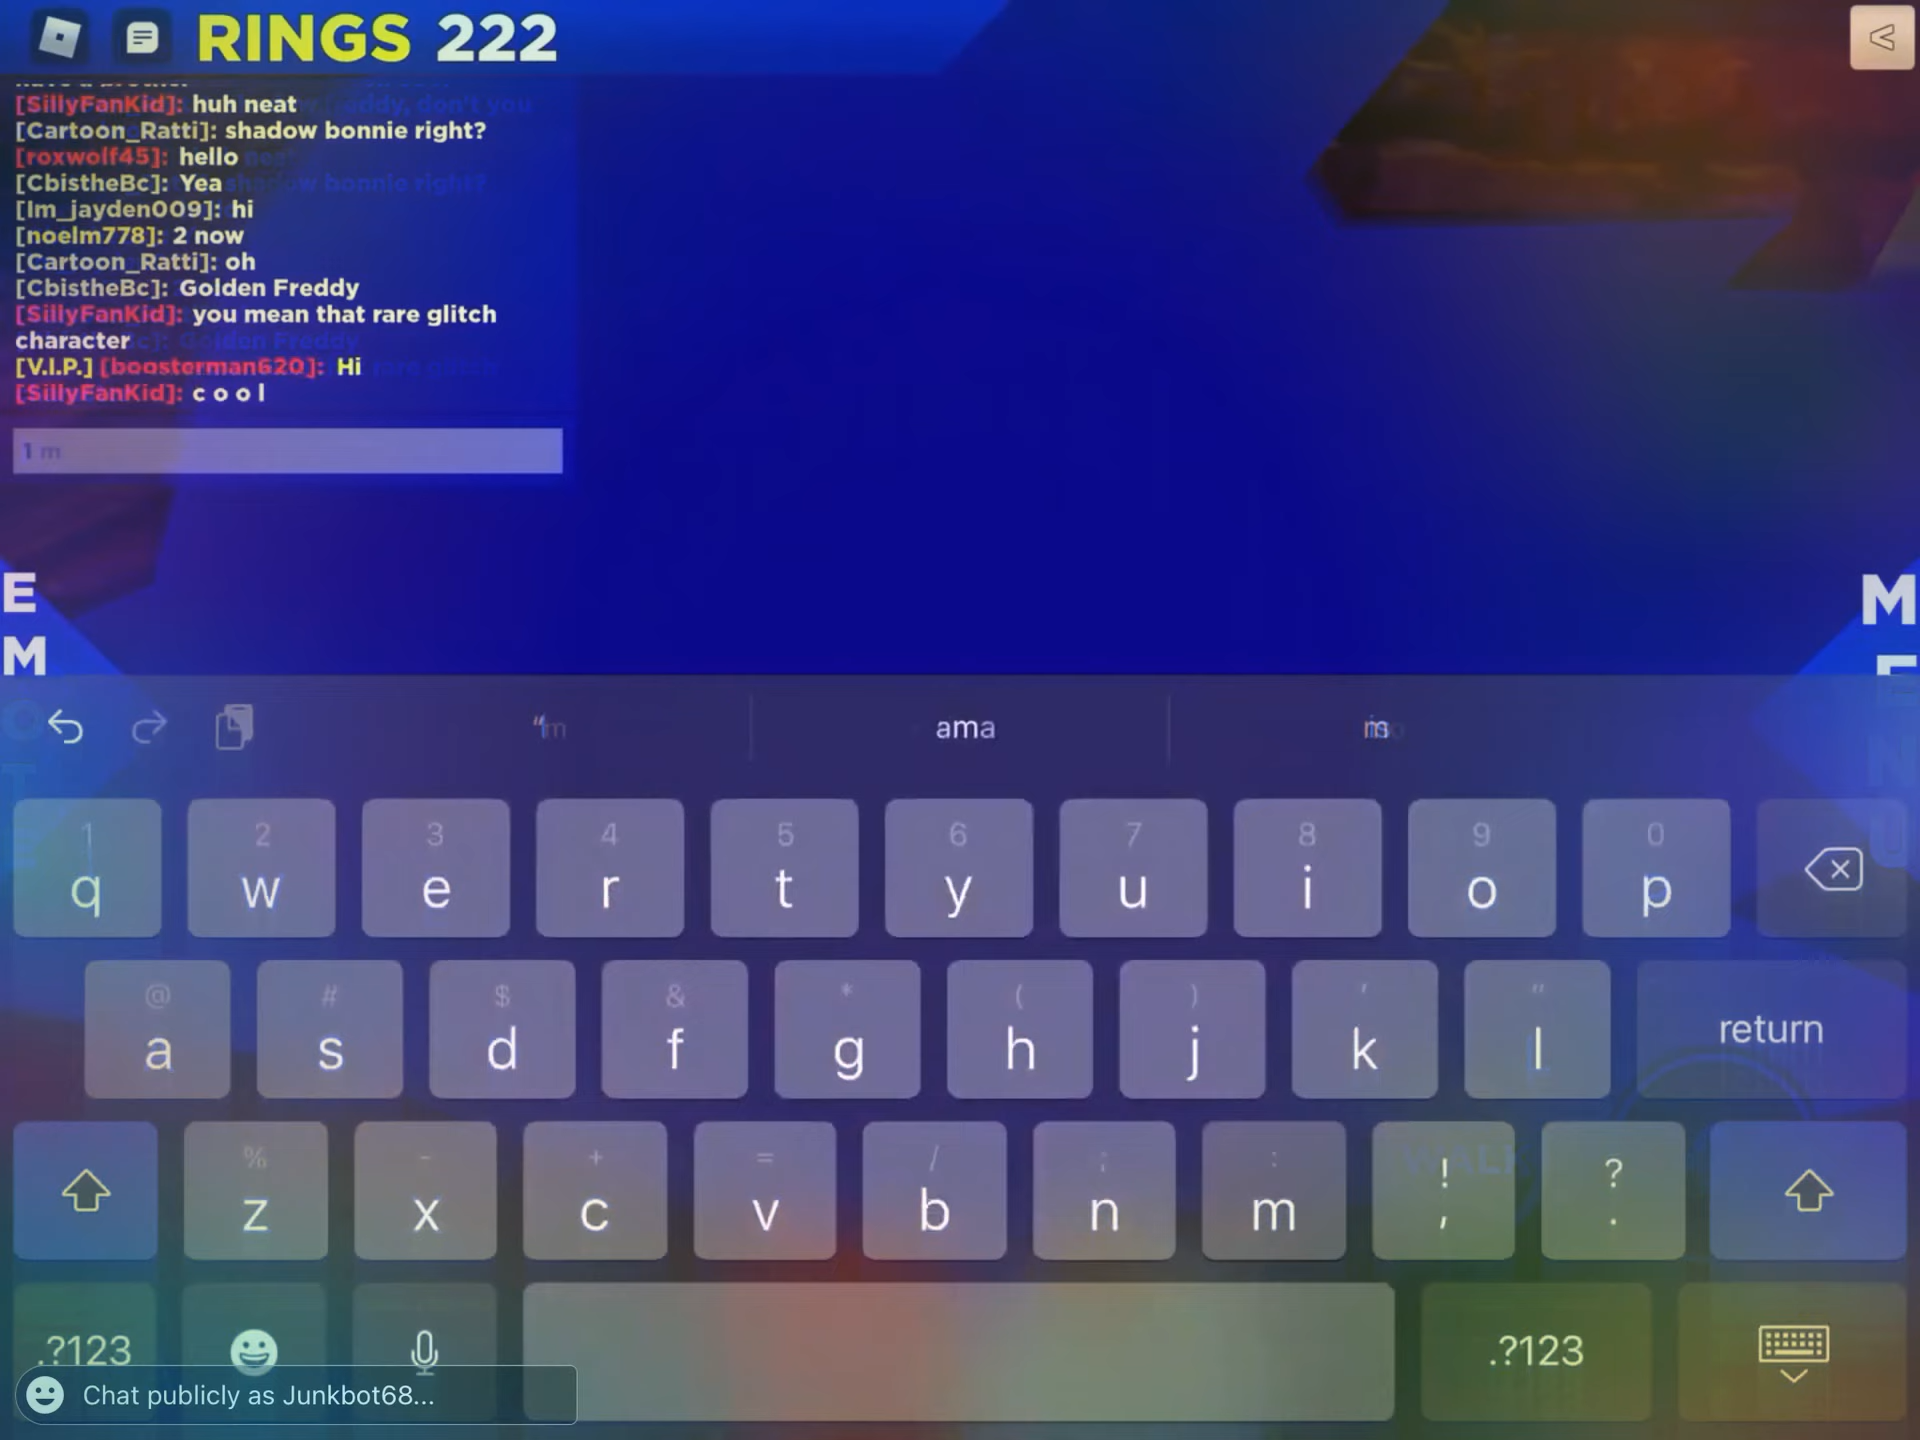 RINGS 222
[SillyFanKid]: huh neat
[Cartoon_Ratti]: shadow bonnie right?
[roxwolf45]: hello
[CbistheBc]: Yea
[Im_jayden009]: hi
[noelm778]: 2 now
[Cartoon_Ratti]: oh
[CbistheBc]: Golden Freddy
[SillyFanKid]: you mean that rare glitch
character
[V.I.P.] [boosterman620]: Hi
[SillyFanKid]: c o o l
1 m
E
M
O
T
E
M
E
N
U
ama
1 2 3 4 5 6 7 8 9 0
q w e r t y u i o p
@ # $ & * ( ) ' "
a s d f g h j k l return
% - + = / ; : ! ?
z x c v b n m , .
WALK
.?123 .?123
Chat publicly as Junkbot68...